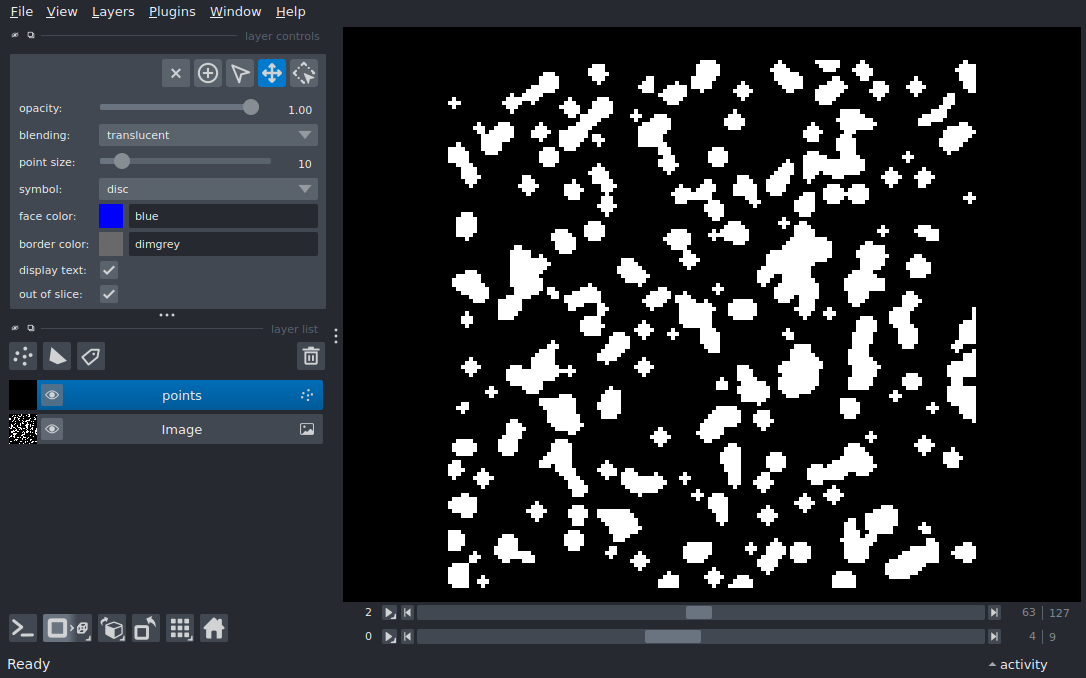 File View Layers Plugins Window Help
layer controls
opacity: 1.00
blending: translucent
point size: 10
symbol: disc
face color: blue
border color: dimgrey
display text:
out of slice:
layer list
points
Image
2 63 127
0 4 9
Ready activity